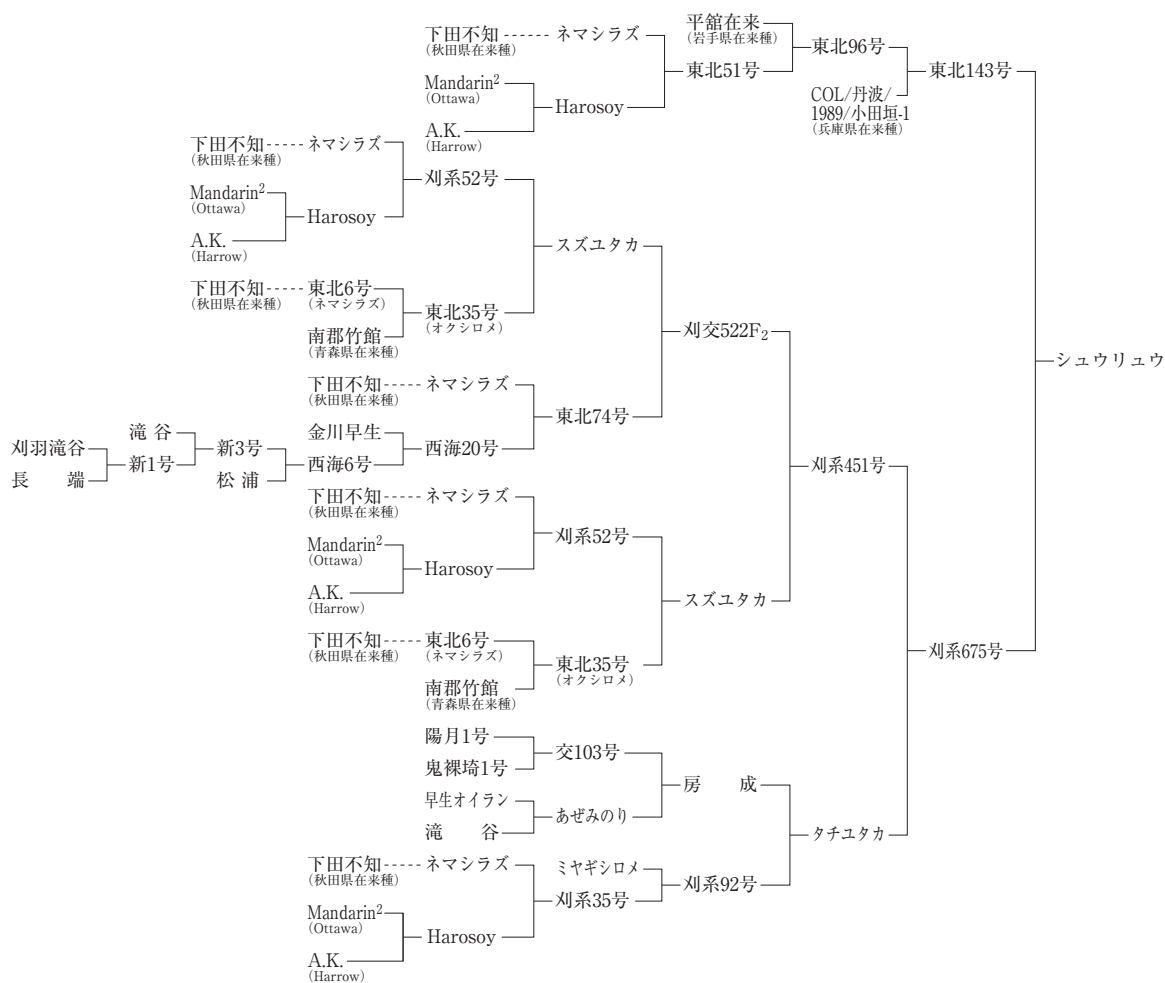 下田不知
(秋田県在来種)
ネマシラズ
Mandarin²
(Ottawa)
A.K.
(Harrow)
Harosoy
東北51号
平舘在来
(岩手県在来種)
東北96号
COL/丹波/
1989/小田垣-1
(兵庫県在来種)
東北143号
下田不知
(秋田県在来種)
ネマシラズ
Mandarin²
(Ottawa)
A.K.
(Harrow)
Harosoy
刈系52号
下田不知
(秋田県在来種)
東北6号
(ネマシラズ)
南郡竹館
(青森県在来種)
東北35号
(オクシロメ)
スズユタカ
下田不知
(秋田県在来種)
ネマシラズ
刈羽滝谷
長 端
新1号
滝 谷
新3号
松 浦
金川早生
西海6号
西海20号
東北74号
刈交522F₂
下田不知
(秋田県在来種)
ネマシラズ
Mandarin²
(Ottawa)
A.K.
(Harrow)
Harosoy
刈系52号
下田不知
(秋田県在来種)
東北6号
(ネマシラズ)
南郡竹館
(青森県在来種)
東北35号
(オクシロメ)
スズユタカ
刈系451号
陽月1号
鬼裸埼1号
交103号
早生オイラン
滝 谷
あぜみのり
房 成
下田不知
(秋田県在来種)
ネマシラズ
Mandarin²
(Ottawa)
A.K.
(Harrow)
Harosoy
刈系35号
ミヤギシロメ
刈系92号
タチユタカ
刈系675号
シュウリュウ